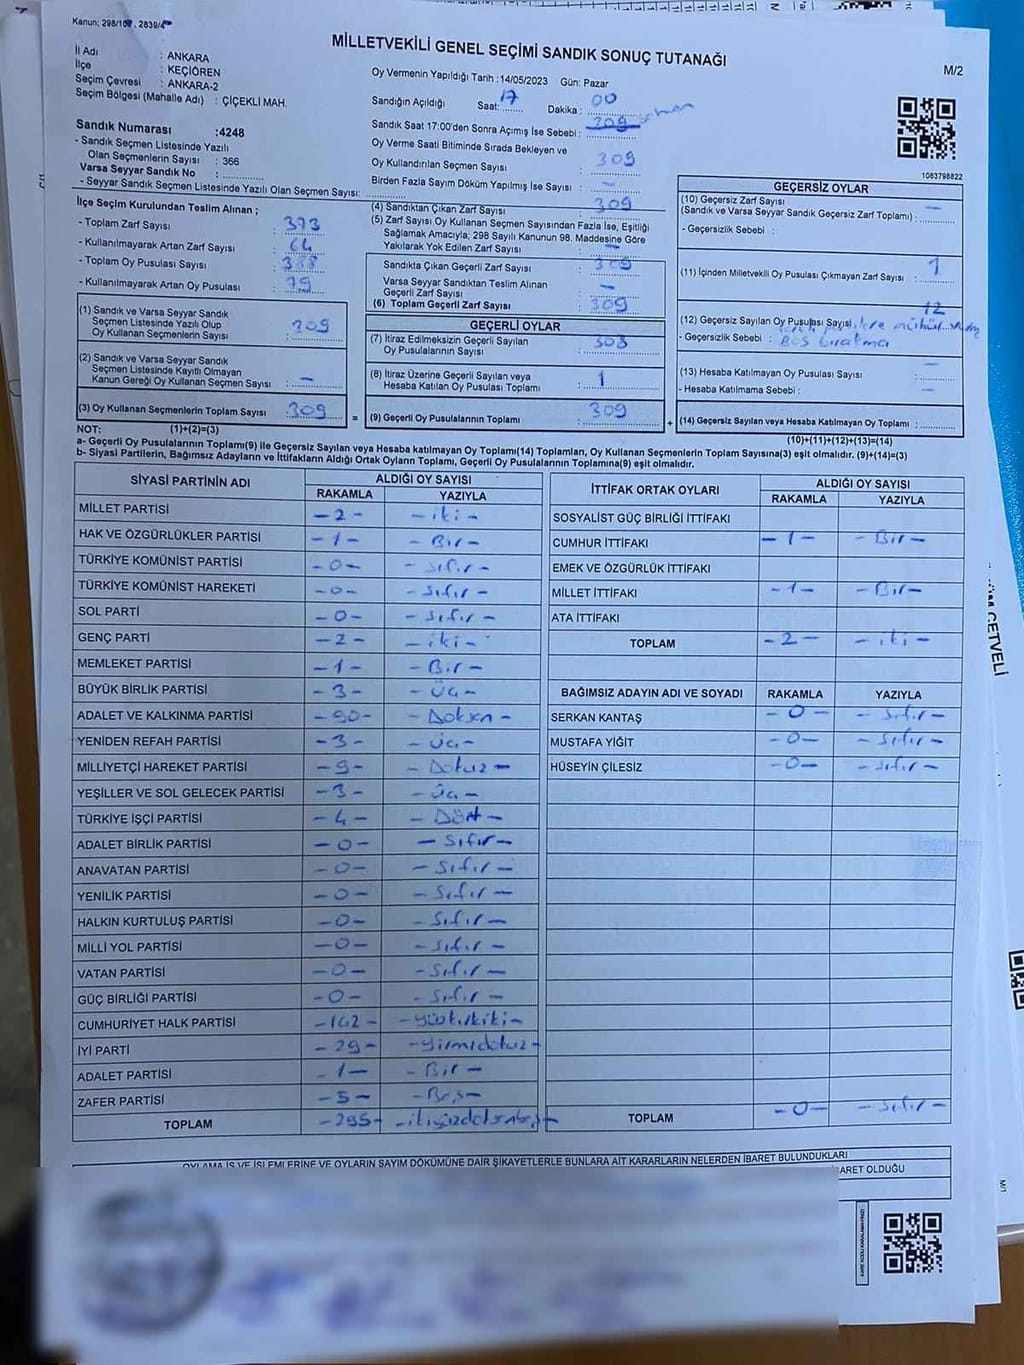 Kanun: 298/
, 2839/
MİLLETVEKİLİ GENEL SEÇİMİ SANDIK SONUÇ TUTANAĞI
M/2
İl Adı : ANKARA
İlçe : KEÇİÖREN
Seçim Çevresi : ANKARA-2
Seçim Bölgesi (Mahalle Adı) : ÇİÇEKLİ MAH.
Sandık Numarası :4248
- Sandık Seçmen Listesinde Yazılı
Olan Seçmenlerin Sayısı : 366
Varsa Seyyar Sandık No :
- Seyyar Sandık Seçmen Listesinde Yazılı Olan Seçmen Sayısı:
Oy Vermenin Yapıldığı Tarih :14/05/2023 Gün: Pazar
Sandığın Açıldığı Saat: 17 Dakika : 00
Sandık Saat 17:00'den Sonra Açımış İse Sebebi : 309
Oy Verme Saati Bitiminde Sırada Bekleyen ve
Oy Kullandırılan Seçmen Sayısı : 309
Birden Fazla Sayım Döküm Yapılmış İse Sayısı : —
1083798822
İlçe Seçim Kurulundan Teslim Alınan ;
- Toplam Zarf Sayısı : 373
- Kullanılmayarak Artan Zarf Sayısı : 64
- Toplam Oy Pusulası Sayısı : 388
- Kullanılmayarak Artan Oy Pusulası : 79
(1) Sandık ve Varsa Seyyar Sandık
Seçmen Listesinde Yazılı Olup
Oy Kullanan Seçmenlerin Sayısı : 309
(2) Sandık ve Varsa Seyyar Sandık
Seçmen Listesinde Kayıtlı Olmayan
Kanun Gereği Oy Kullanan Seçmen Sayısı : —
(3) Oy Kullanan Seçmenlerin Toplam Sayısı : 309
(4) Sandıktan Çıkan Zarf Sayısı : 309
(5) Zarf Sayısı Oy Kullanan Seçmen Sayısından Fazla İse, Eşitliği
Sağlamak Amacıyla; 298 Sayılı Kanunun 98. Maddesine Göre
Yakılarak Yok Edilen Zarf Sayısı : —
Sandıkta Çıkan Geçerli Zarf Sayısı : 309
Varsa Seyyar Sandıktan Teslim Alınan
Geçerli Zarf Sayısı : —
(6) Toplam Geçerli Zarf Sayısı : 309
GEÇERLİ OYLAR
(7) İtiraz Edilmeksizin Geçerli Sayılan
Oy Pusulalarının Sayısı : 308
(8) İtiraz Üzerine Geçerli Sayılan veya
Hesaba Katılan Oy Pusulası Toplamı : 1
= (9) Geçerli Oy Pusulalarının Toplamı : 309
GEÇERSİZ OYLAR
(10) Geçersiz Zarf Sayısı
(Sandık ve Varsa Seyyar Sandık Geçersiz Zarf Toplamı) : —
- Geçersizlik Sebebi :
(11) İçinden Milletvekili Oy Pusulası Çıkmayan Zarf Sayısı : 1
(12) Geçersiz Sayılan Oy Pusulası Sayısı : 12
- Geçersizlik Sebebi : Boş bırakma
(13) Hesaba Katılmayan Oy Pusulası Sayısı : —
- Hesaba Katılmama Sebebi : —
+ (14) Geçersiz Sayılan veya Hesaba Katılmayan Oy Toplamı :
NOT: (1)+(2)=(3)
(10)+(11)+(12)+(13)=(14)
a- Geçerli Oy Pusulalarının Toplamı(9) ile Geçersiz Sayılan veya Hesaba katılmayan Oy Toplamı(14) Toplamları, Oy Kullanan Seçmenlerin Toplam Sayısına(3) eşit olmalıdır. (9)+(14)=(3)
b- Siyasi Partilerin, Bağımsız Adayların ve İttifakların Aldığı Ortak Oyların Toplamı, Geçerli Oy Pusulalarının Toplamına(9) eşit olmalıdır.
SİYASİ PARTİNİN ADI ALDIĞI OY SAYISI
RAKAMLA YAZIYLA
MİLLET PARTİSİ -2- -iki-
HAK VE ÖZGÜRLÜKLER PARTİSİ -1- -Bir-
TÜRKİYE KOMÜNİST PARTİSİ -0- -sıfır-
TÜRKİYE KOMÜNİST HAREKETİ -0- -sıfır-
SOL PARTİ -0- -sıfır-
GENÇ PARTİ -2- -iki-
MEMLEKET PARTİSİ -1- -Bir-
BÜYÜK BİRLİK PARTİSİ -3- -üç-
ADALET VE KALKINMA PARTİSİ -90- -Doksan-
YENİDEN REFAH PARTİSİ -3- -üç-
MİLLİYETÇİ HAREKET PARTİSİ -9- -Dokuz-
YEŞİLLER VE SOL GELECEK PARTİSİ -3- -üç-
TÜRKİYE İŞÇİ PARTİSİ -4- -Dört-
ADALET BİRLİK PARTİSİ -0- -Sıfır-
ANAVATAN PARTİSİ -0- -Sıfır-
YENİLİK PARTİSİ -0- -Sıfır-
HALKIN KURTULUŞ PARTİSİ -0- -Sıfır-
MİLLİ YOL PARTİSİ -0- -Sıfır-
VATAN PARTİSİ -0- -Sıfır-
GÜÇ BİRLİĞİ PARTİSİ -0- -Sıfır-
CUMHURİYET HALK PARTİSİ -142- -yüzkırkiki-
İYİ PARTİ -29- -yirmidokuz-
ADALET PARTİSİ -1- -Bir-
ZAFER PARTİSİ -5- -Beş-
TOPLAM -295- -ikiyüzdoksanbeş-
İTTİFAK ORTAK OYLARI ALDIĞI OY SAYISI
RAKAMLA YAZIYLA
SOSYALİST GÜÇ BİRLİĞİ İTTİFAKI
CUMHUR İTTİFAKI -1- -Bir-
EMEK VE ÖZGÜRLÜK İTTİFAKI
MİLLET İTTİFAKI -1- -Bir-
ATA İTTİFAKI
TOPLAM -2- -iki-
BAĞIMSIZ ADAYIN ADI VE SOYADI RAKAMLA YAZIYLA
SERKAN KANTAŞ -0- -sıfır-
MUSTAFA YİĞİT -0- -sıfır-
HÜSEYİN ÇİLESİZ -0- -sıfır-
TOPLAM -0- -sıfır-
OYLAMA İŞ VE İŞLEMLERİNE VE OYLARIN SAYIM DÖKÜMÜNE DAİR ŞİKAYETLERLE BUNLARA AİT KARARLARIN NELERDEN İBARET BULUNDUKLARI
BARET OLDUĞU
KARE KODU KARALAMAYINIZ!
M/1
CETVELİ